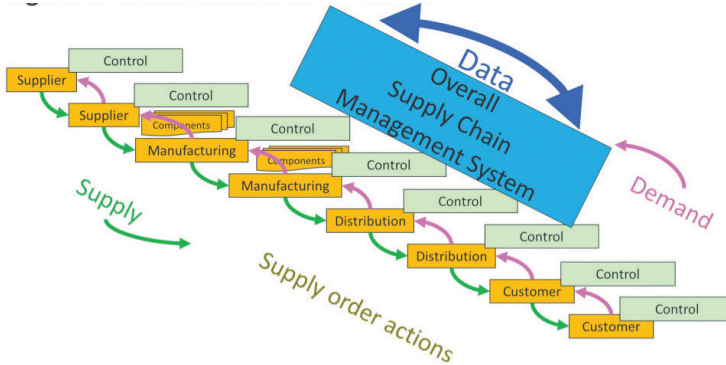 Control
Supplier
Control
Supplier
Components
Control
Manufacturing
Components
Control
Manufacturing
Control
Distribution
Control
Distribution
Control
Customer
Control
Customer
Data
Overall
Supply Chain
Management System
Demand
Supply
Supply order actions